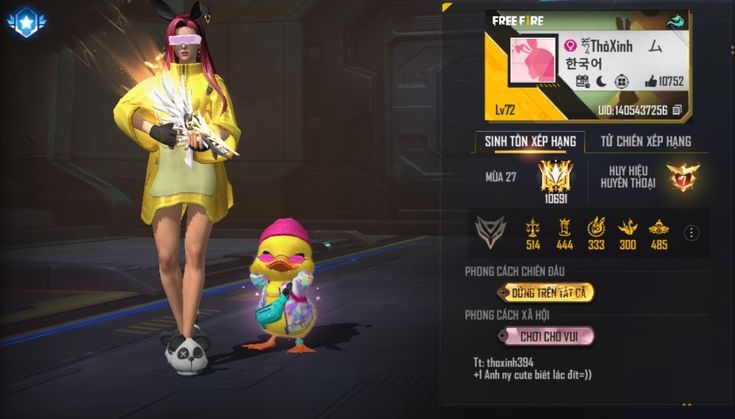 FREE FIRE
ThỏXinh ム
한국어
10752
Lv72
UID: 1405437256
SINH TỒN XẾP HẠNG
TỬ CHIẾN XẾP HẠNG
MÙA 27
10691
HUY HIỆU
HUYỀN THOẠI
514 444 333 300 485
PHONG CÁCH CHIẾN ĐẤU
ĐỨNG TRÊN TẤT CẢ
PHONG CÁCH XÃ HỘI
CHƠI CHO VUI
Tt: thoxinh394
+1 Anh ny cute biết lắc đít=))